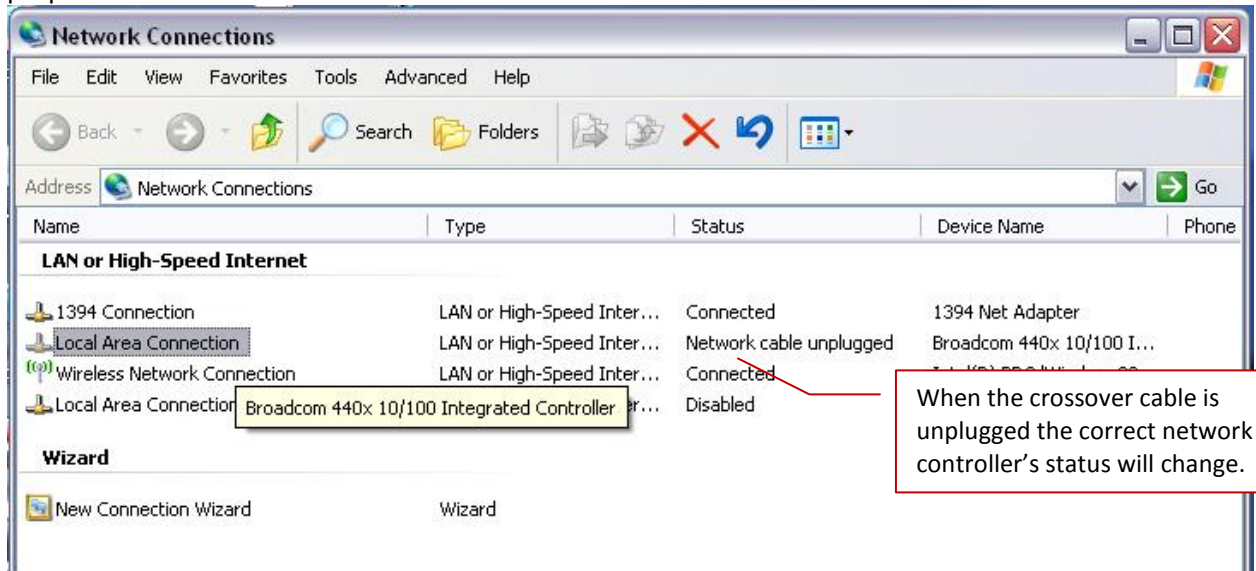 Network Connections
File Edit View Favorites Tools Advanced Help
Back Search Folders
Address Network Connections Go
Name Type Status Device Name Phone
LAN or High-Speed Internet
1394 Connection LAN or High-Speed Inter... Connected 1394 Net Adapter
Local Area Connection LAN or High-Speed Inter... Network cable unplugged Broadcom 440x 10/100 I...
Wireless Network Connection LAN or High-Speed Inter... Connected
Local Area Connection Disabled
Broadcom 440x 10/100 Integrated Controller
When the crossover cable is
unplugged the correct network
controller's status will change.
Wizard
New Connection Wizard Wizard